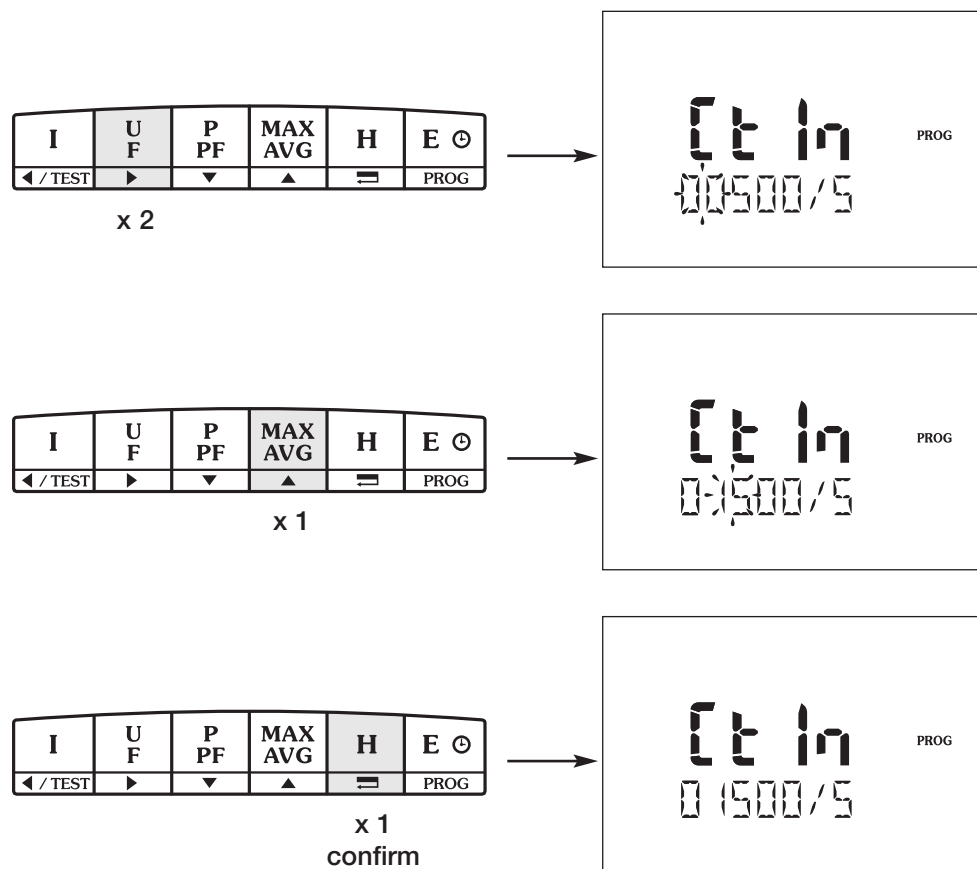 I U F P PF MAX AVG H E
/ TEST PROG
x 2
Ct In PROG
00500/5
I U F P PF MAX AVG H E
/ TEST PROG
x 1
Ct In PROG
01500/5
I U F P PF MAX AVG H E
/ TEST PROG
x 1
confirm
Ct In PROG
01500/5